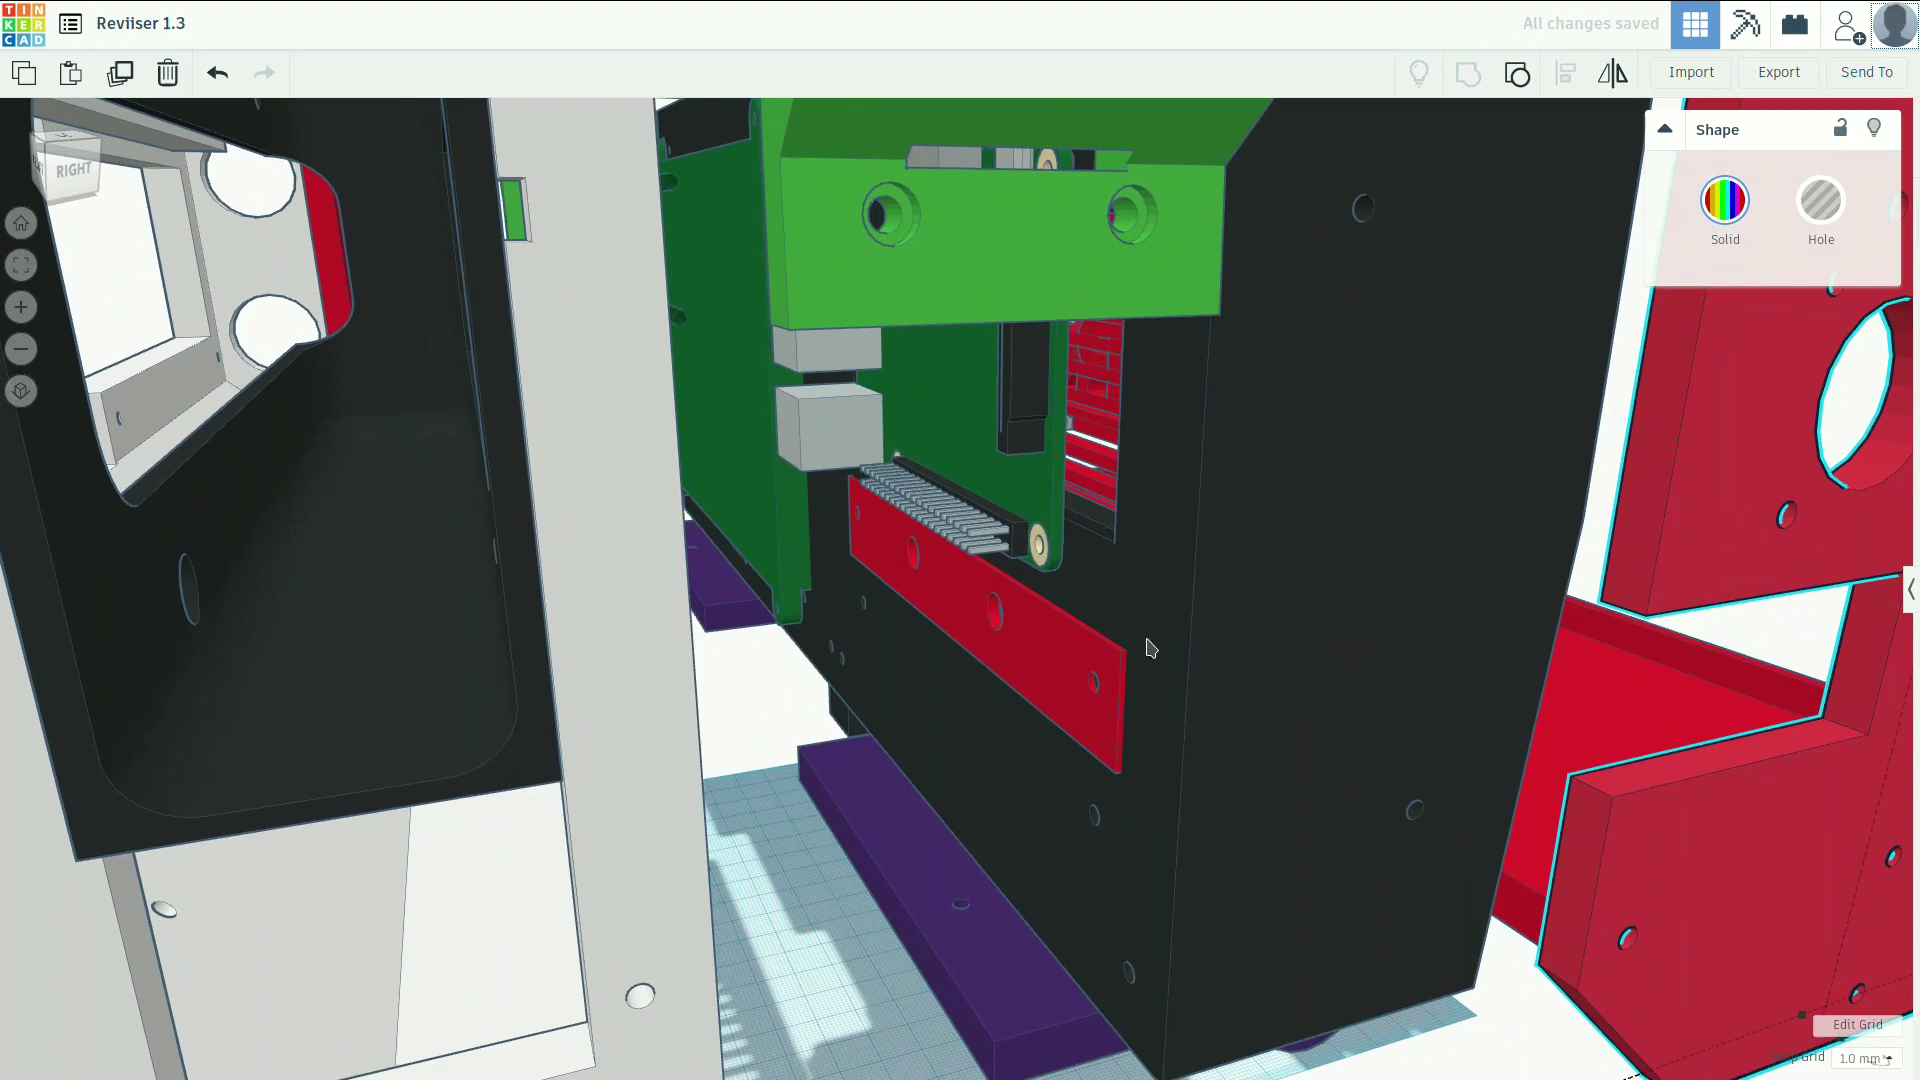 TIN
KER
CAD
Reviiser 1.3
All changes saved
Import
Export
Send To
RIGHT
Shape
Solid
Hole
Edit Grid
Grid
1.0 mm